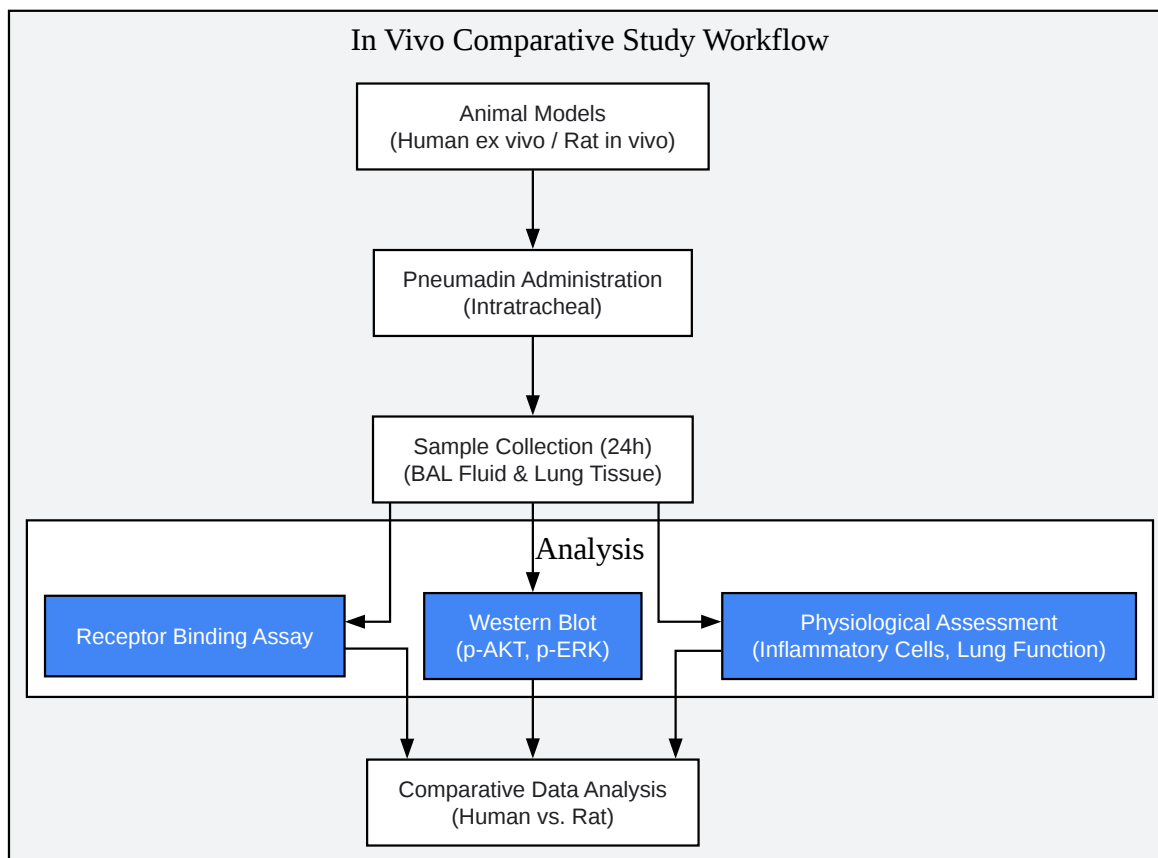 In Vivo Comparative Study Workflow
Animal Models
(Human ex vivo / Rat in vivo)
Pneumadin Administration
(Intratracheal)
Sample Collection (24h)
(BAL Fluid & Lung Tissue)
Analysis
Receptor Binding Assay
Western Blot
(p-AKT, p-ERK)
Physiological Assessment
(Inflammatory Cells, Lung Function)
Comparative Data Analysis
(Human vs. Rat)